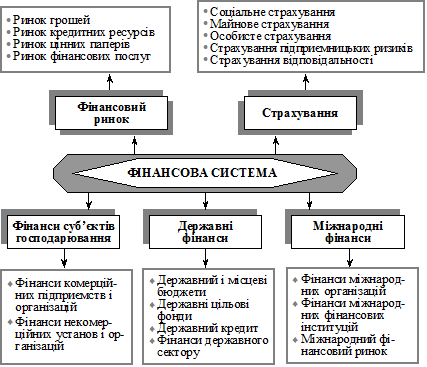 • Ринок грошей
• Ринок кредитних ресурсів
• Ринок цінних паперів
• Ринок фінансових послуг
• Соціальне страхування
• Майнове страхування
• Особисте страхування
• Страхування підприємницьких ризиків
• Страхування відповідальності
Фінансовий
ринок
Страхування
ФІНАНСОВА СИСТЕМА
Фінанси суб'єктів
господарювання
Державні
фінанси
Міжнародні
фінанси
♦ Фінанси комерцій-
них підприємств і
організацій
♦ Фінанси некомер-
ційних установ і ор-
ганізацій
♦ Державний і місцеві
бюджети
♦ Державні цільові
фонди
♦ Державний кредит
♦ Фінанси державного
сектору
♦ Фінанси міжнарод-
них організацій
♦ Фінанси міжнарод-
них фінансових
інституцій
♦ Міжнародний фі-
нансовий ринок